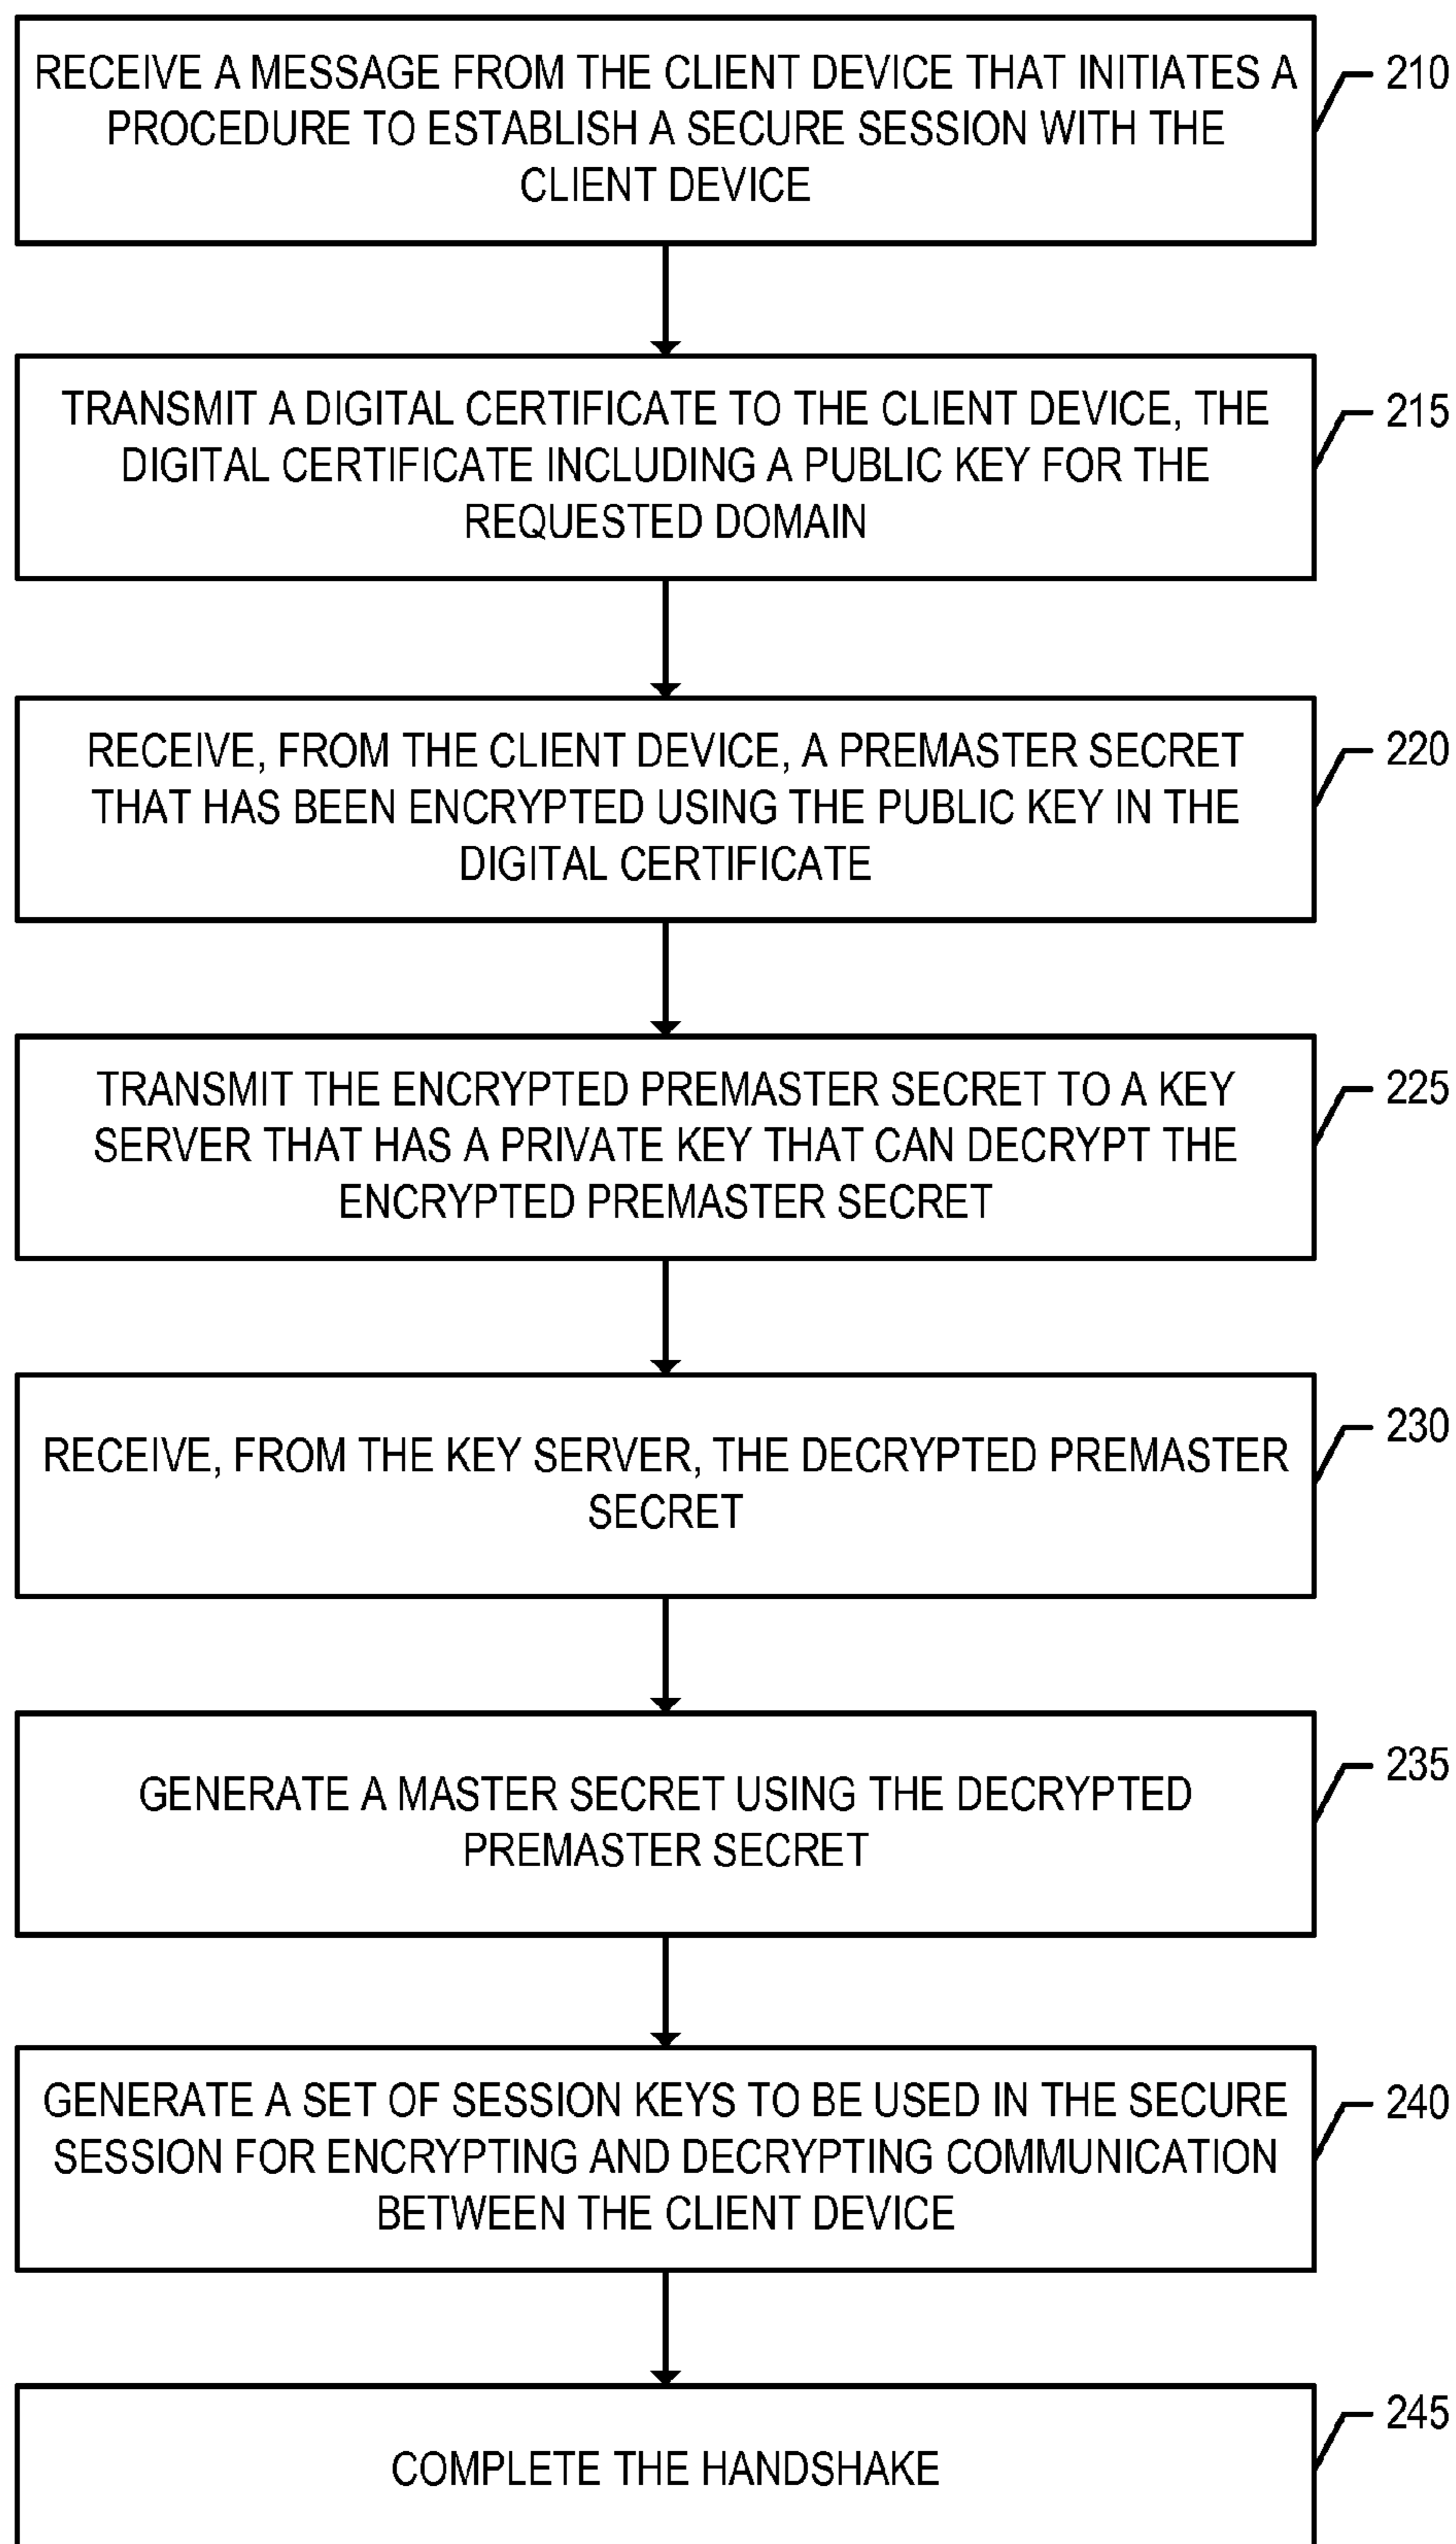 RECEIVE A MESSAGE FROM THE CLIENT DEVICE THAT INITIATES A
PROCEDURE TO ESTABLISH A SECURE SESSION WITH THE
CLIENT DEVICE
210
TRANSMIT A DIGITAL CERTIFICATE TO THE CLIENT DEVICE, THE
DIGITAL CERTIFICATE INCLUDING A PUBLIC KEY FOR THE
REQUESTED DOMAIN
215
RECEIVE, FROM THE CLIENT DEVICE, A PREMASTER SECRET
THAT HAS BEEN ENCRYPTED USING THE PUBLIC KEY IN THE
DIGITAL CERTIFICATE
220
TRANSMIT THE ENCRYPTED PREMASTER SECRET TO A KEY
SERVER THAT HAS A PRIVATE KEY THAT CAN DECRYPT THE
ENCRYPTED PREMASTER SECRET
225
RECEIVE, FROM THE KEY SERVER, THE DECRYPTED PREMASTER
SECRET
230
GENERATE A MASTER SECRET USING THE DECRYPTED
PREMASTER SECRET
235
GENERATE A SET OF SESSION KEYS TO BE USED IN THE SECURE
SESSION FOR ENCRYPTING AND DECRYPTING COMMUNICATION
BETWEEN THE CLIENT DEVICE
240
COMPLETE THE HANDSHAKE
245